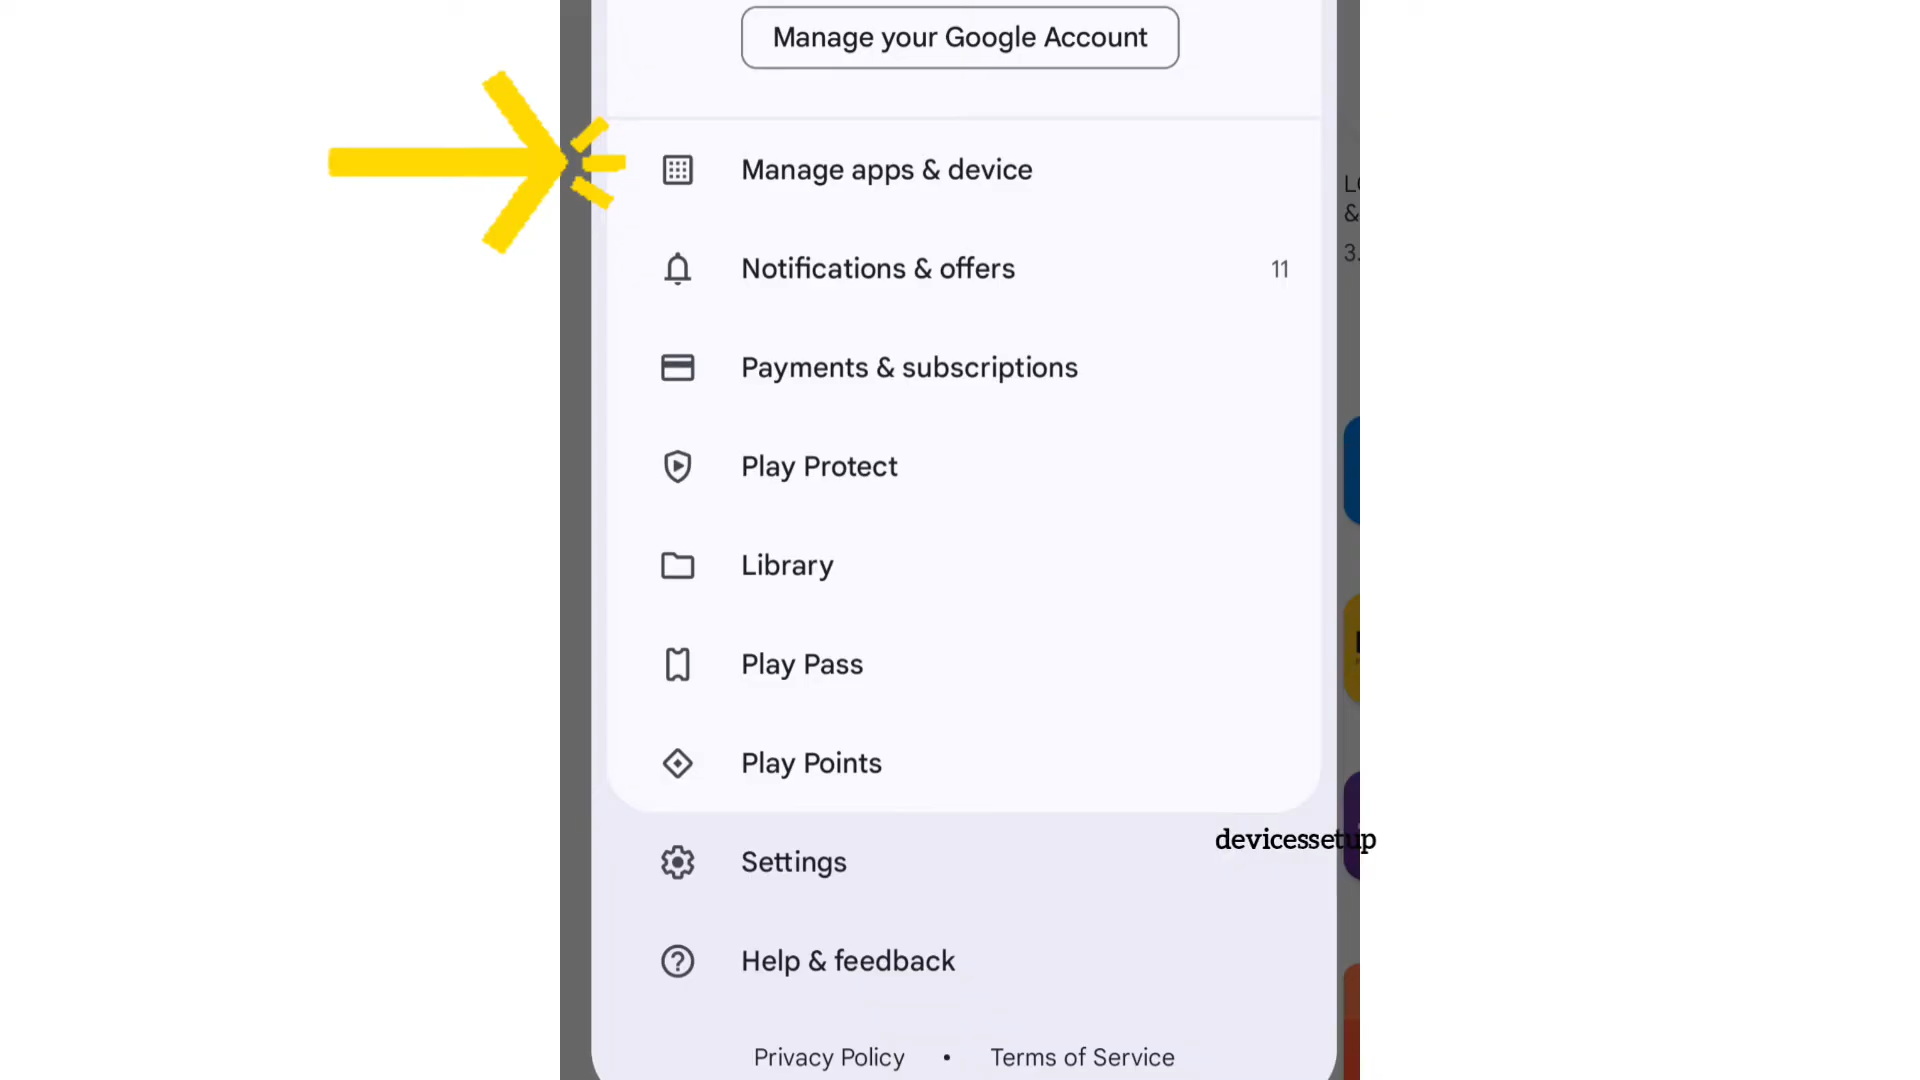 Manage your Google Account
Manage apps & device
Notifications & offers 11
Payments & subscriptions
Play Protect
Library
Play Pass
Play Points
Settings
Help & feedback
Privacy Policy • Terms of Service
devicessetup
&
3.